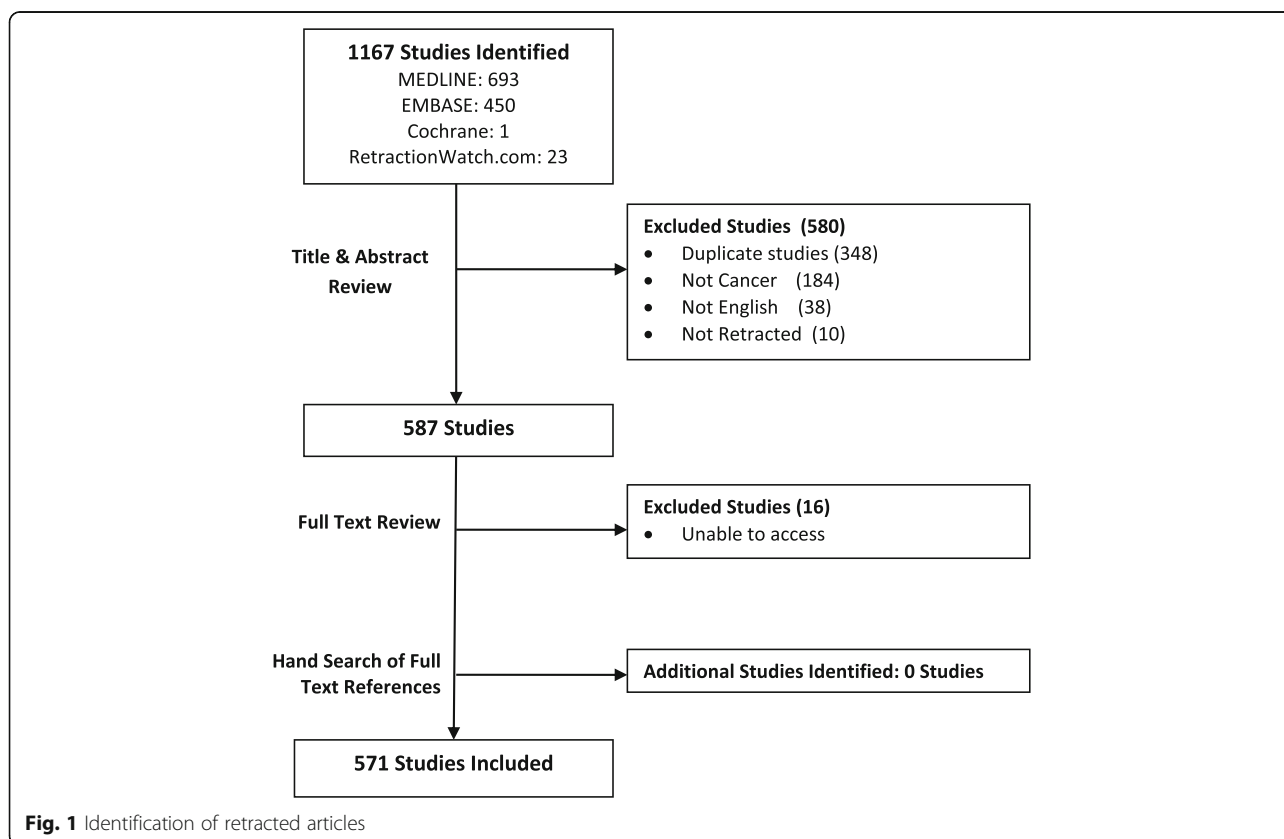 1167 Studies Identified
MEDLINE: 693
EMBASE: 450
Cochrane: 1
RetractionWatch.com: 23
Title & Abstract
Review
Excluded Studies (580)
• Duplicate studies (348)
• Not Cancer (184)
• Not English (38)
• Not Retracted (10)
587 Studies
Full Text Review
Excluded Studies (16)
• Unable to access
Hand Search of Full
Text References
Additional Studies Identified: 0 Studies
571 Studies Included
Fig. 1 Identification of retracted articles